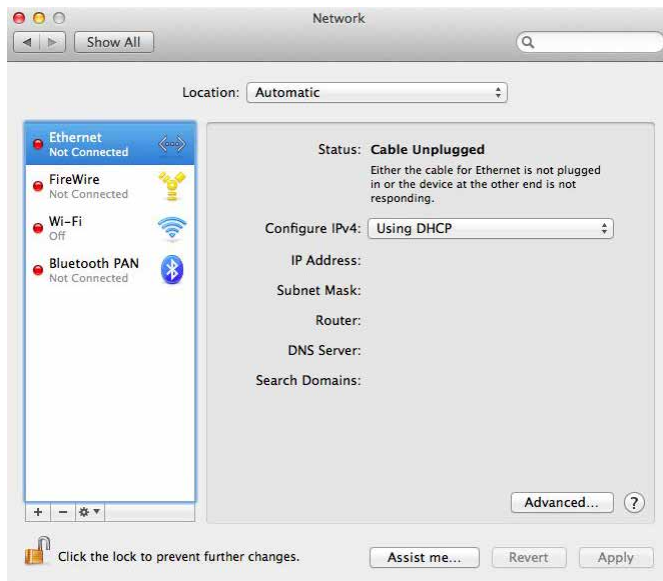 Network
Show All
Location: Automatic
Ethernet
Not Connected
FireWire
Not Connected
Wi-Fi
Off
Bluetooth PAN
Not Connected
Status: Cable Unplugged
Either the cable for Ethernet is not plugged
in or the device at the other end is not
responding.
Configure IPv4: Using DHCP
IP Address:
Subnet Mask:
Router:
DNS Server:
Search Domains:
Advanced... ?
+ −
Click the lock to prevent further changes.
Assist me... Revert Apply